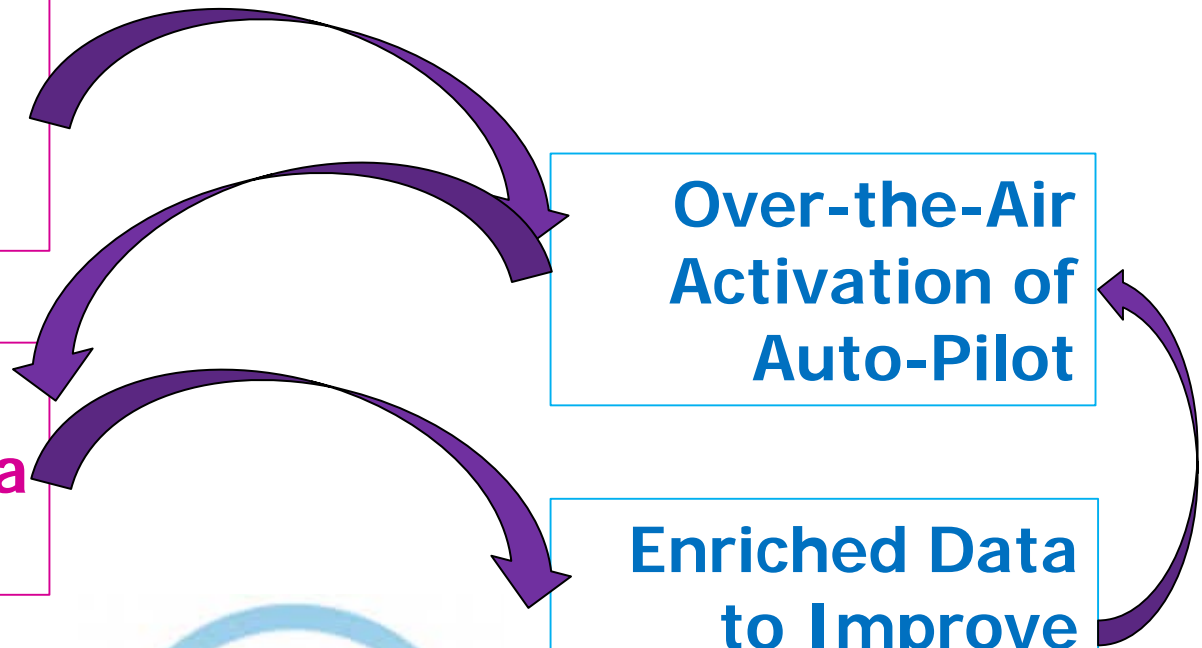 Over-the-Air
Activation of
Auto-Pilot
a
Enriched Data
to Improve